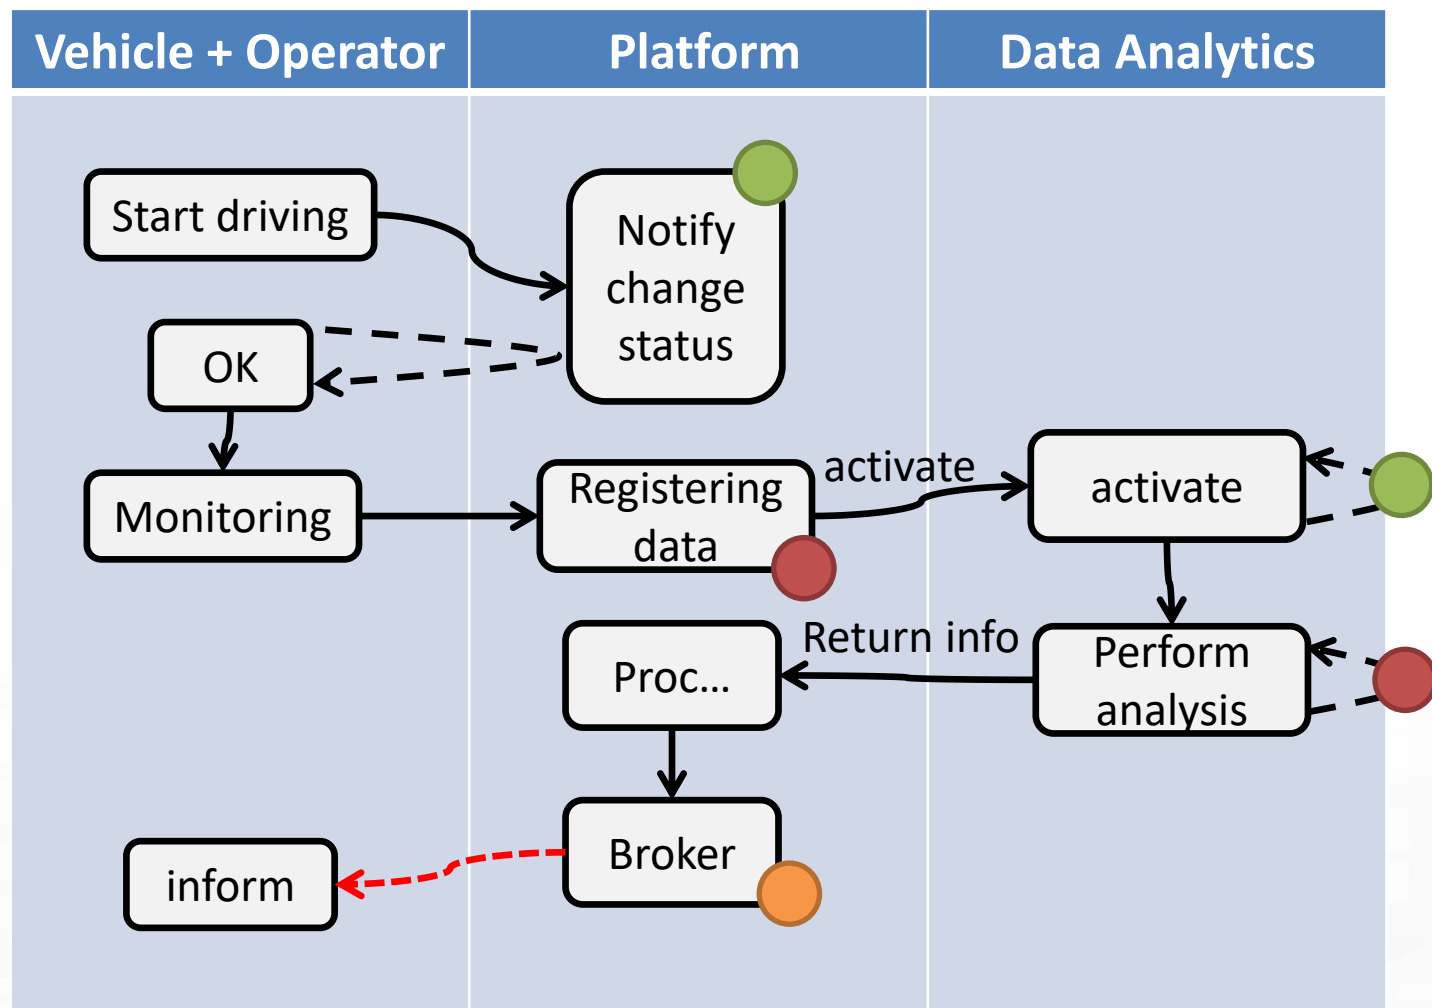 Vehicle + Operator
Platform
Data Analytics
Start driving
Notify
change
status
OK
Monitoring
Registering
data
activate
activate
Return info
Perform
analysis
Proc...
Broker
inform